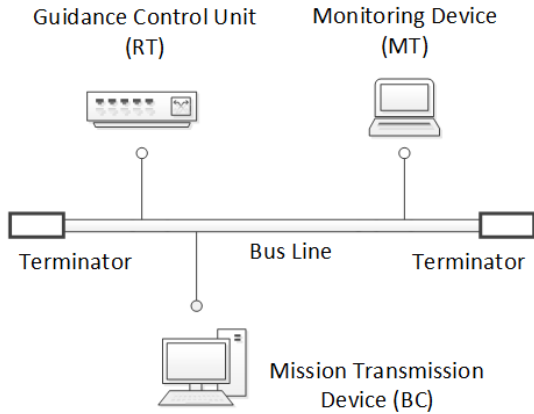 Guidance Control Unit
(RT)
Monitoring Device
(MT)
Terminator
Bus Line
Terminator
Mission Transmission
Device (BC)